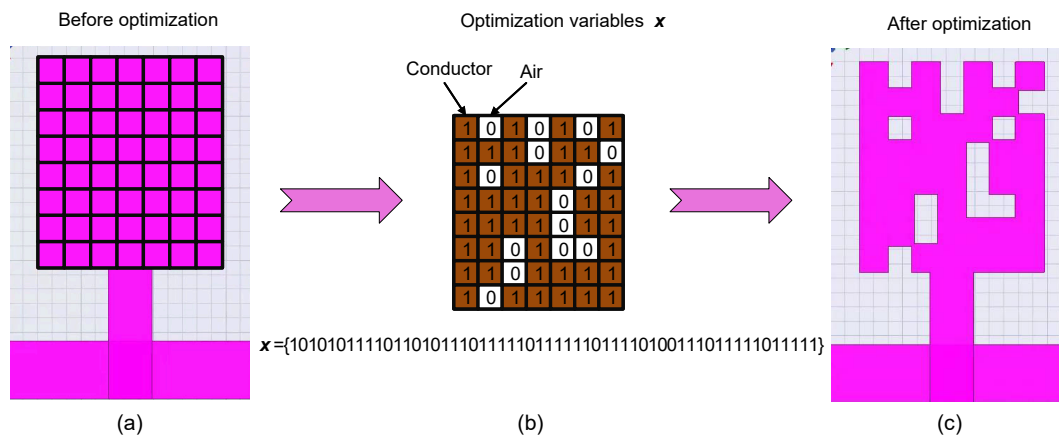 Before optimization
Optimization variables x
After optimization
Conductor
Air
1 0 1 0 1 0 1
1 1 1 0 1 1 0
1 0 1 1 1 0 1
1 1 1 1 0 1 1
1 1 1 1 0 1 1
1 1 0 1 0 0 1
1 1 0 1 1 1 1
1 0 1 1 1 1 1
x={10101011110110101110111110111111011110100111011111011111}
(a)
(b)
(c)